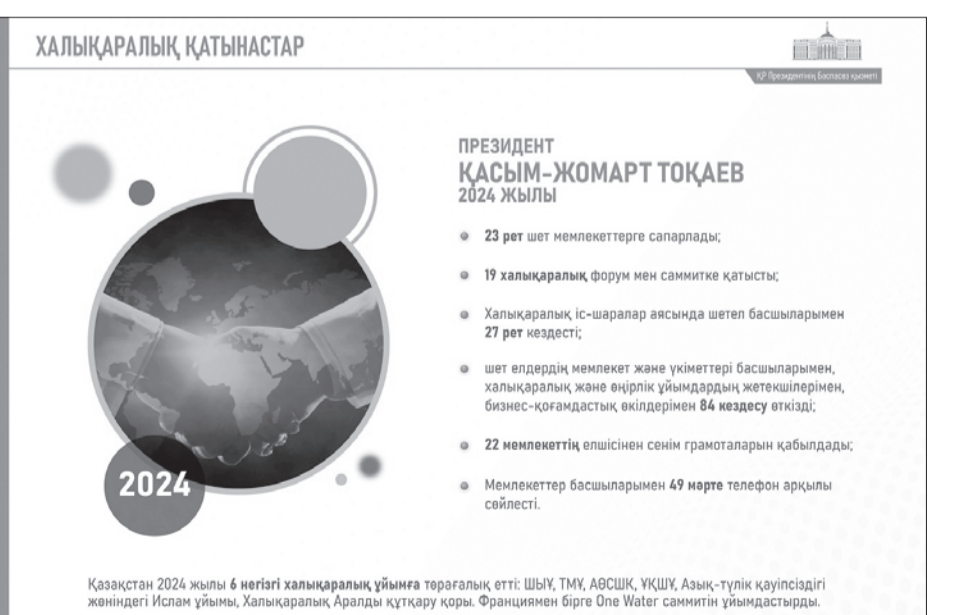 ХАЛЫҚАРАЛЫҚ ҚАТЫНАСТАР
ҚР Президентінің Баспасөз қызметі
ПРЕЗИДЕНТ
ҚАСЫМ-ЖОМАРТ ТОҚАЕВ
2024 ЖЫЛЫ
23 рет шет мемлекеттерге сапарлады;
19 халықаралық форум мен саммитке қатысты;
Халықаралық іс-шаралар аясында шетел басшыларымен
27 рет кездесті;
шет елдердің мемлекет және үкіметтері басшыларымен,
халықаралық және өңірлік ұйымдардың жетекшілерімен,
бизнес-қоғамдастық өкілдерімен 84 кездесу өткізді;
22 мемлекеттің елшісінен сенім грамоталарын қабылдады;
Мемлекеттер басшыларымен 49 мәрте телефон арқылы
сөйлесті.
2024
Қазақстан 2024 жылы 6 негізгі халықаралық ұйымға төрағалық етті: ШЫҰ, ТМҰ, АӨСШК, ҰҚШҰ, Азық-түлік қауіпсіздігі
жөніндегі Ислам ұйымы, Халықаралық Аралды құтқару қоры. Франциямен бірге One Water саммитін ұйымдастырды.